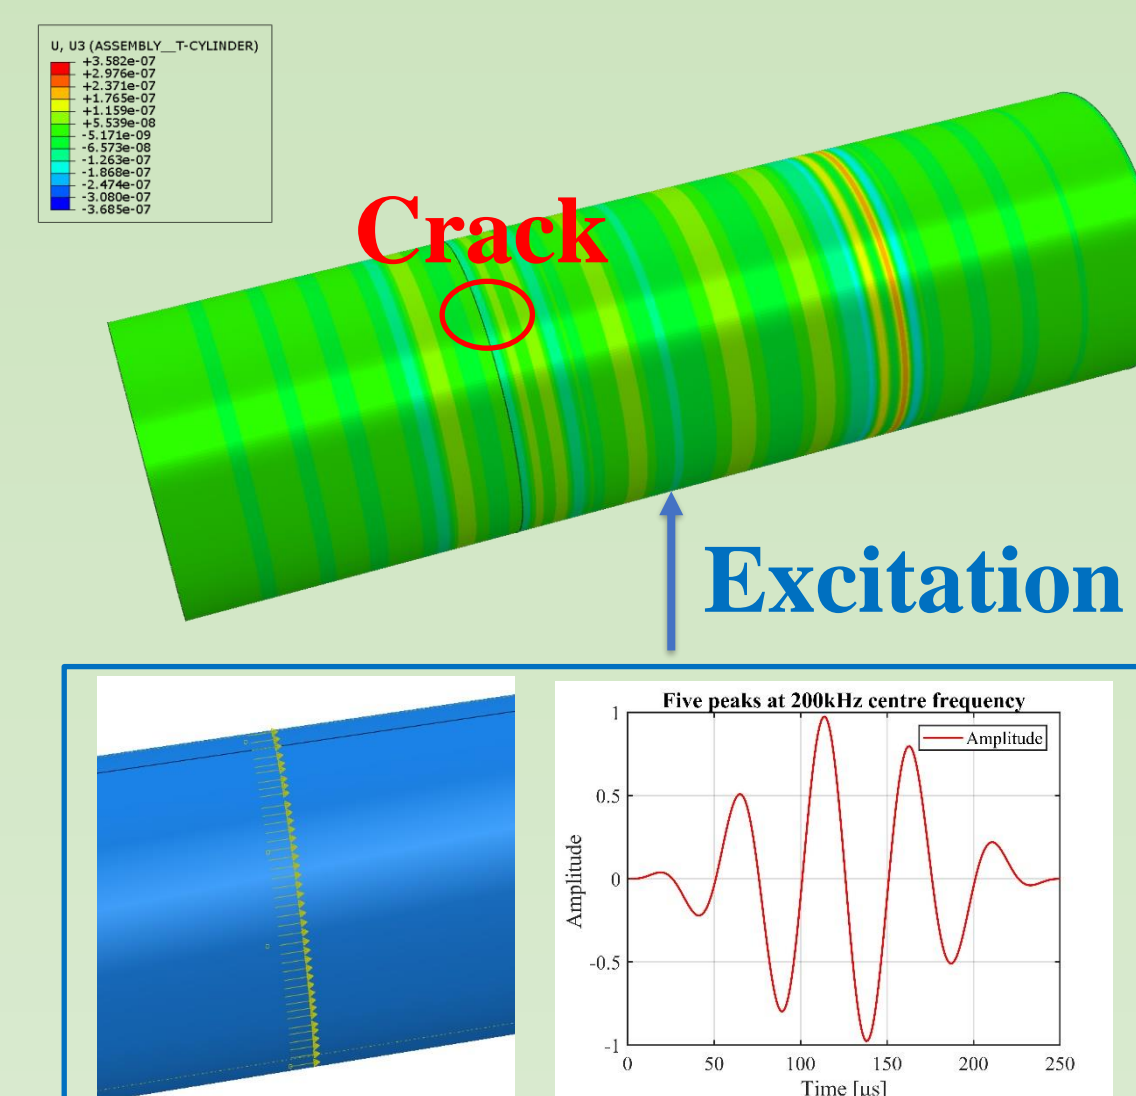 U, U3 (ASSEMBLY__T-CYLINDER)
+3.582e-07
+2.976e-07
+2.371e-07
+1.765e-07
+1.159e-07
+5.539e-08
-5.171e-09
-6.573e-08
-1.263e-07
-1.868e-07
-2.474e-07
-3.080e-07
-3.685e-07
Crack
Excitation
Five peaks at 200kHz centre frequency
Amplitude
1
0.5
0
-0.5
-1
Amplitude
0 50 100 150 200 250
Time [μs]